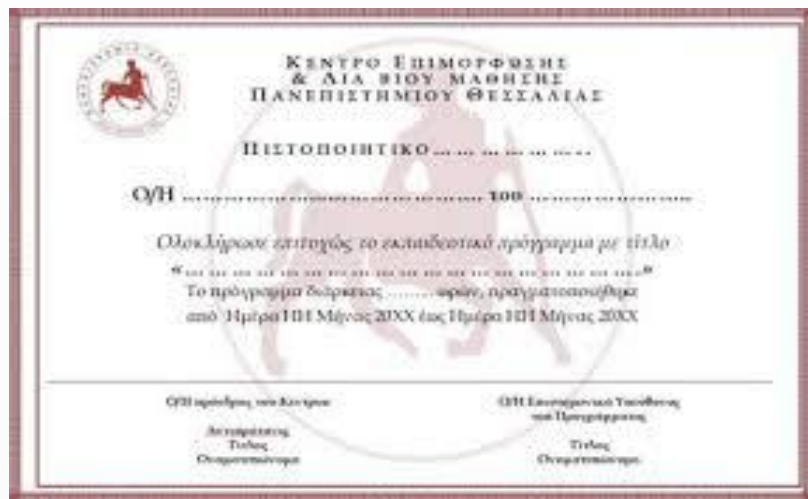 ΚΕΝΤΡΟ ΕΠΙΜΟΡΦΩΣΗΣ
& ΔΙΑ ΒΙΟΥ ΜΑΘΗΣΗΣ
ΠΑΝΕΠΙΣΤΗΜΙΟΥ ΘΕΣΣΑΛΙΑΣ
ΠΙΣΤΟΠΟΙΗΤΙΚΟ ... ... ... ... ... ..
Ο/Η .................................................. του ..........................
Ολοκλήρωσε επιτυχώς το εκπαιδευτικό πρόγραμμα με τίτλο
«... ... ... ... ... ... ... ... ... ... ... ... ... ... ... ... ... ... ... ....»
Το πρόγραμμα διάρκειας ......... ωρών, πραγματοποιήθηκε
από Ημέρα ΗΗ Μήνας 20ΧΧ έως Ημέρα ΗΗ Μήνας 20ΧΧ
Ο/Η πρόεδρος του Κέντρου
Τίτλος
Ονοματεπώνυμο
Ο/Η Επιστημονικά Υπεύθυνος
του Προγράμματος
Τίτλος
Ονοματεπώνυμο